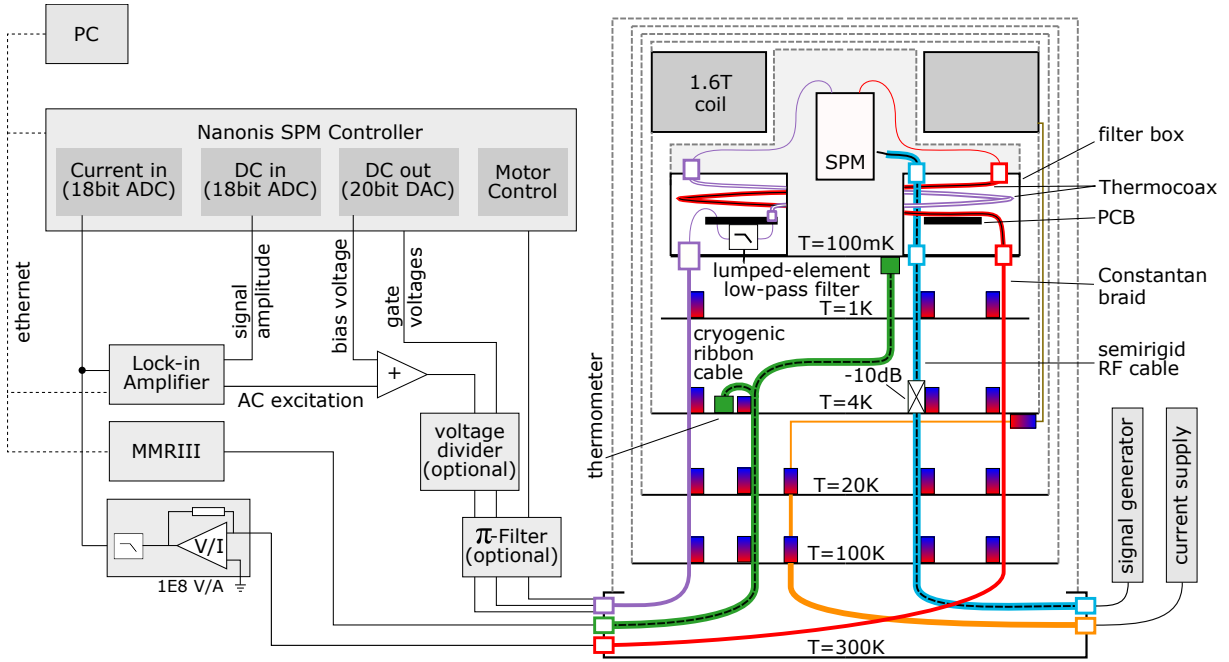 PC
Nanonis SPM Controller
Current in
(18bit ADC)
DC in
(18bit ADC)
DC out
(20bit DAC)
Motor
Control
ethernet
signal
amplitude
bias voltage
gate
voltages
Lock-in
Amplifier
+
AC excitation
MMRIII
voltage
divider
(optional)
π-Filter
(optional)
V/I
1E8 V/A
thermometer
1.6T
coil
SPM
filter box
Thermocoax
PCB
T=100mK
lumped-element
low-pass filter
Constantan
braid
T=1K
cryogenic
ribbon
cable
semirigid
RF cable
-10dB
T=4K
T=20K
T=100K
T=300K
signal generator
current supply